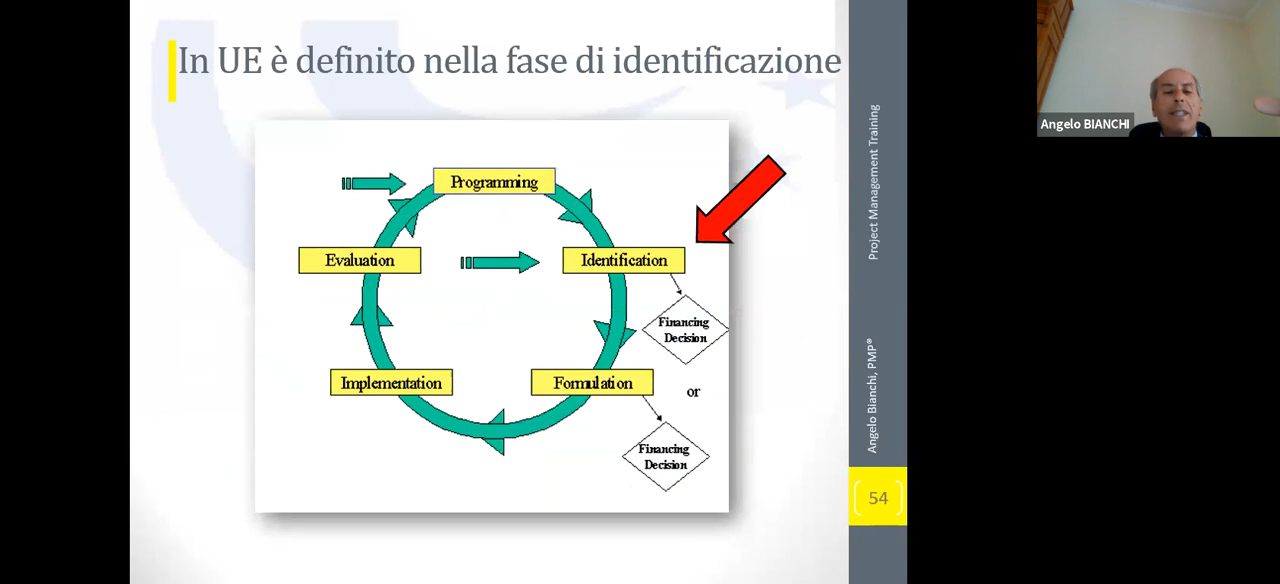 In UE è definito nella fase di identificazione
Programming
Evaluation
Identification
Financing
Decision
Implementation
Formulation
or
Financing
Decision
Project Management Training
Angelo Bianchi, PMP®
54
Angelo BIANCHI